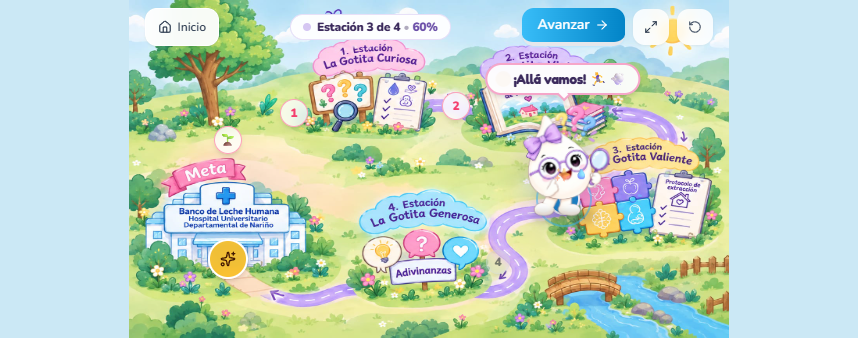 Inicio
Estación 3 de 4 • 60%
Avanzar →
1. Estación
La Gotita Curiosa
2. Estación
¡Allá vamos!
1
2
3. Estación
Gotita Valiente
Protocolo de
extracción
Meta
Banco de Leche Humana
Hospital Universitario
Departamental de Nariño
4. Estación
La Gotita Generosa
? ? ?
?
Adivinanzas
4